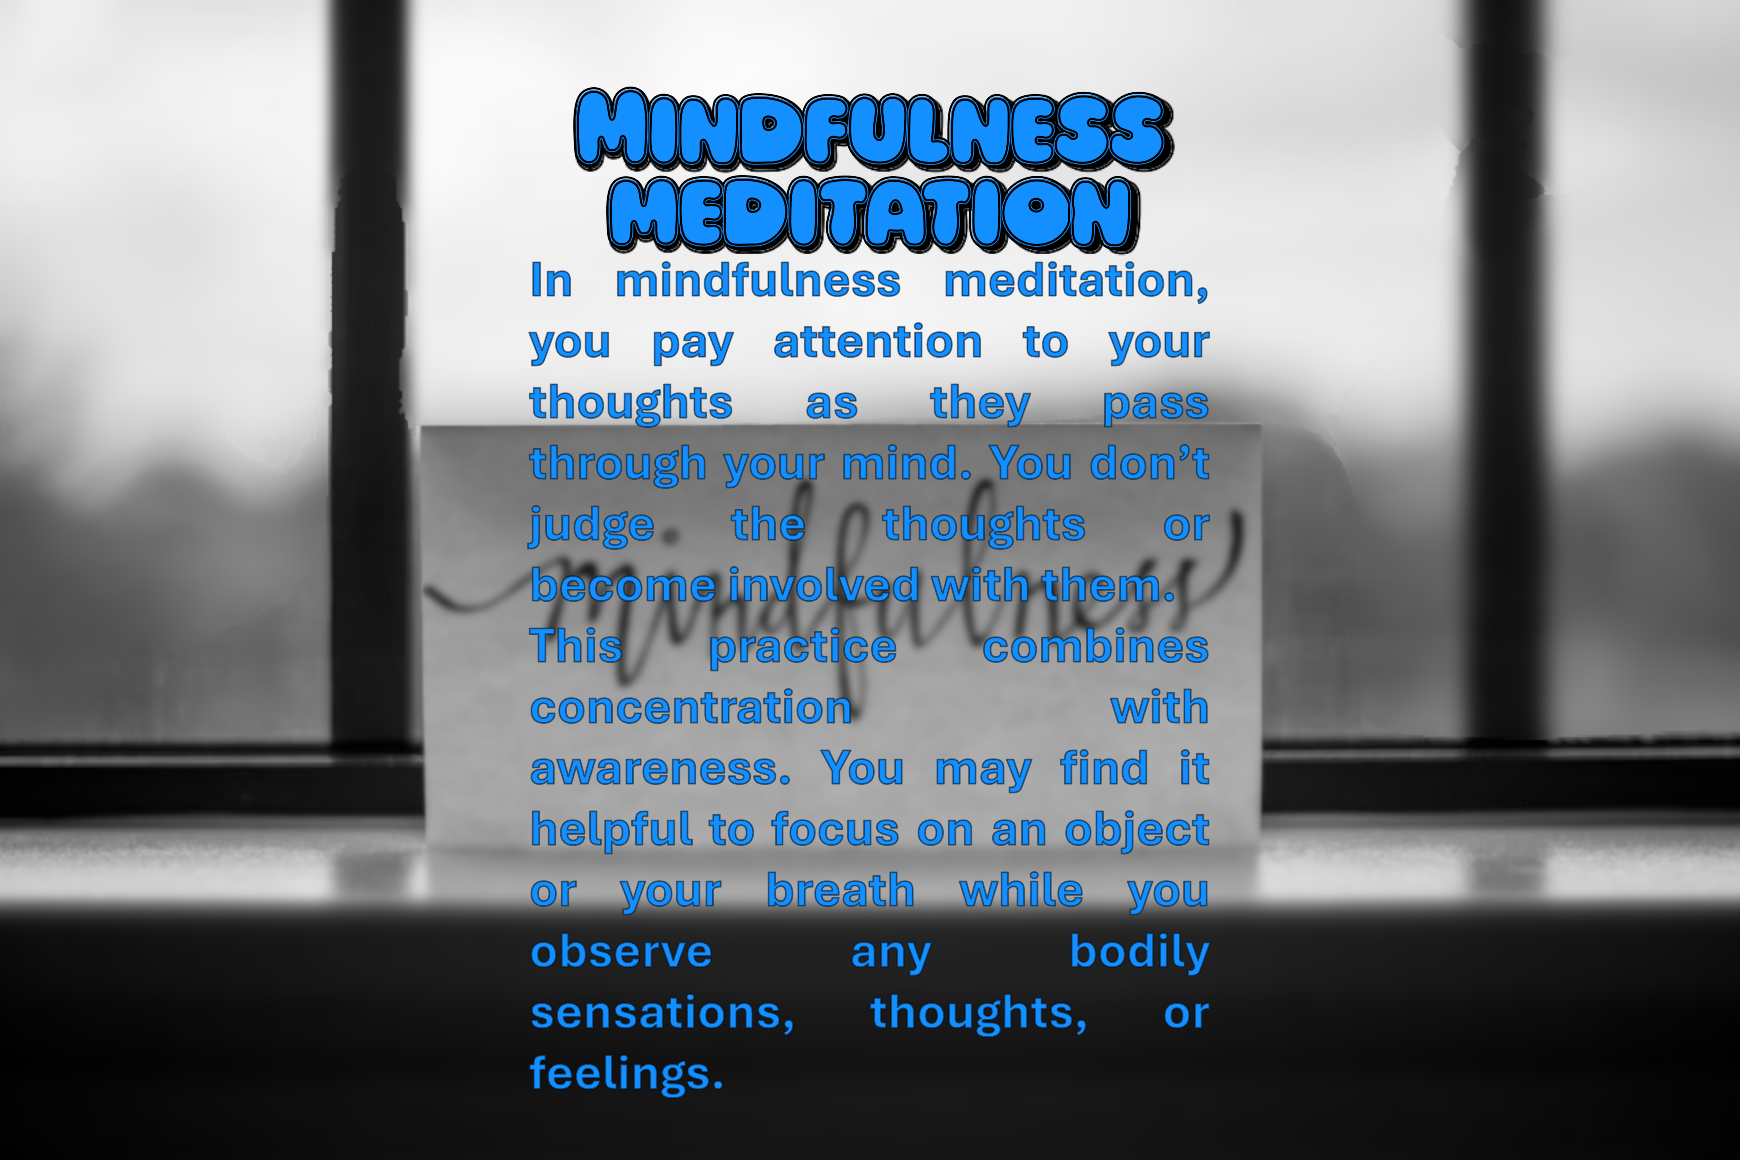 MINDFULNESS
MEDITATION
In mindfulness meditation,
you pay attention to your
thoughts as they pass
through your mind. You don’t
judge the thoughts or
become involved with them.
This practice combines
concentration with
awareness. You may find it
helpful to focus on an object
or your breath while you
observe any bodily
sensations, thoughts, or
feelings.
mindfulness